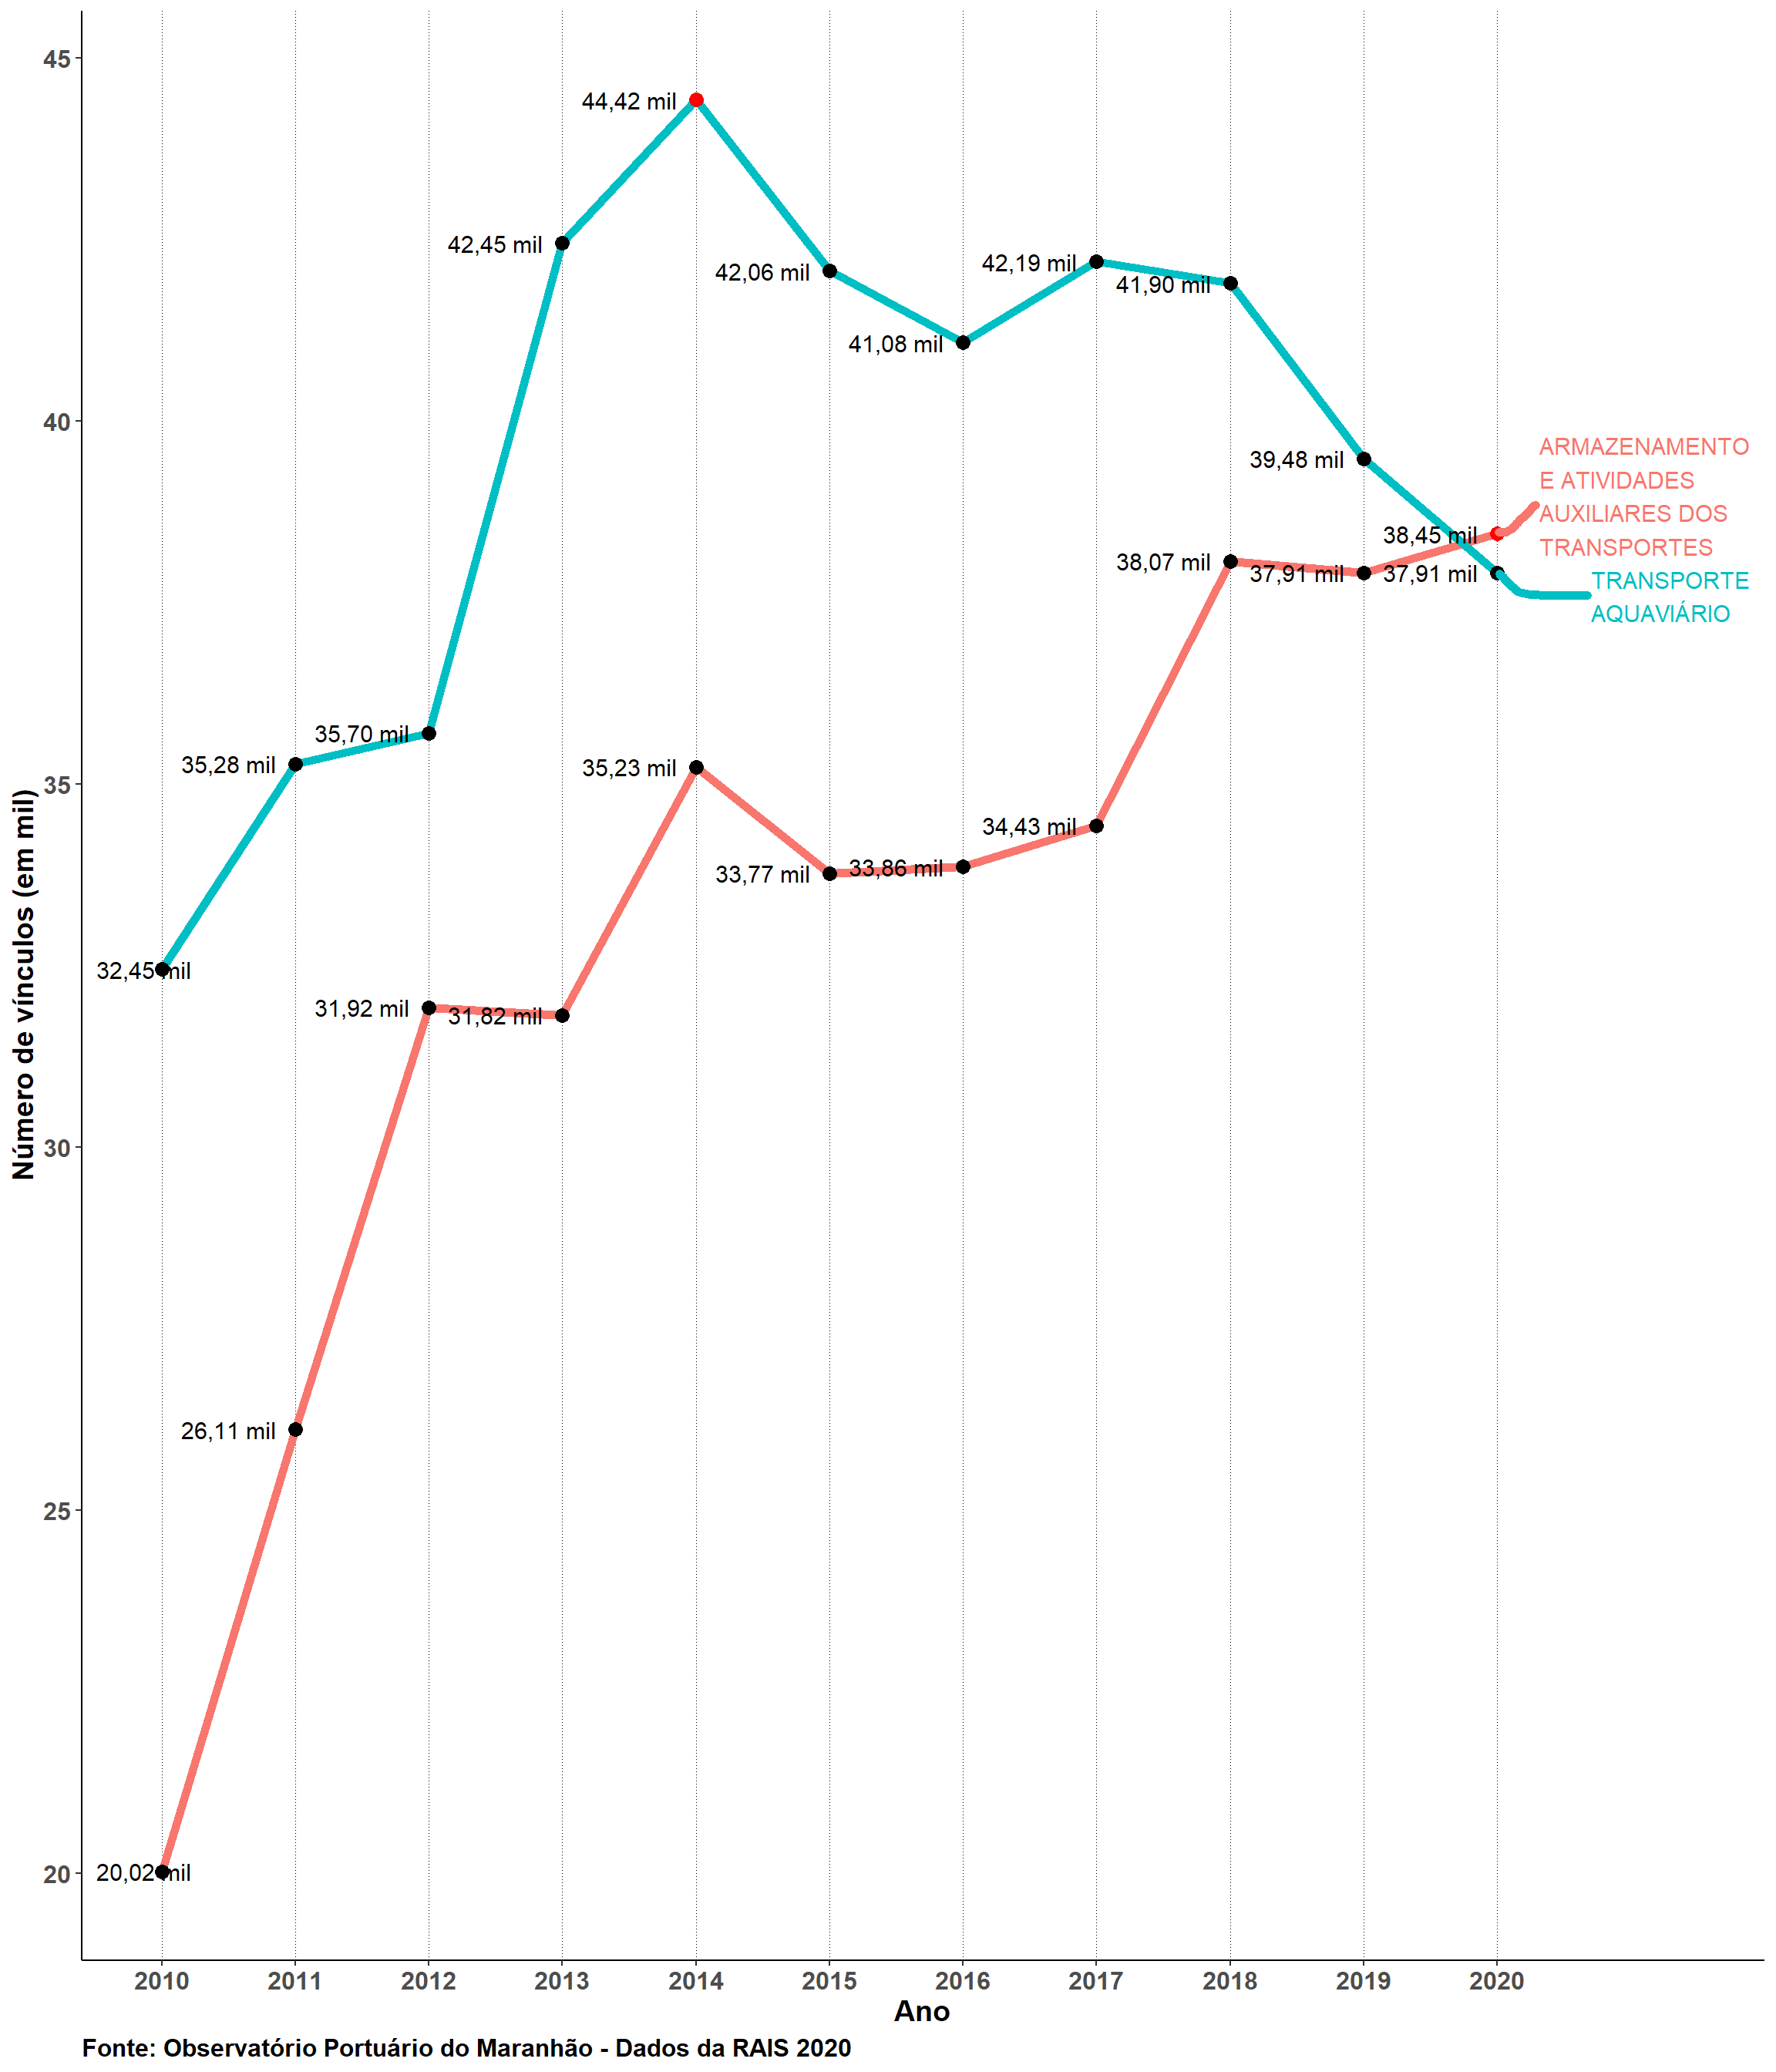 45
44,42 mil
42,45 mil
42,06 mil
42,19 mil
41,90 mil
41,08 mil
40
39,48 mil
ARMAZENAMENTO
E ATIVIDADES
AUXILIARES DOS
TRANSPORTES
38,45 mil
38,07 mil
37,91 mil
37,91 mil
TRANSPORTE
AQUAVIÁRIO
35,70 mil
35,28 mil
35,23 mil
35
34,43 mil
33,77 mil
33,86 mil
32,45 mil
31,92 mil
31,82 mil
Número de vínculos (em mil)
30
26,11 mil
25
20,02 mil
20
2010 2011 2012 2013 2014 2015 2016 2017 2018 2019 2020
Ano
Fonte: Observatório Portuário do Maranhão - Dados da RAIS 2020